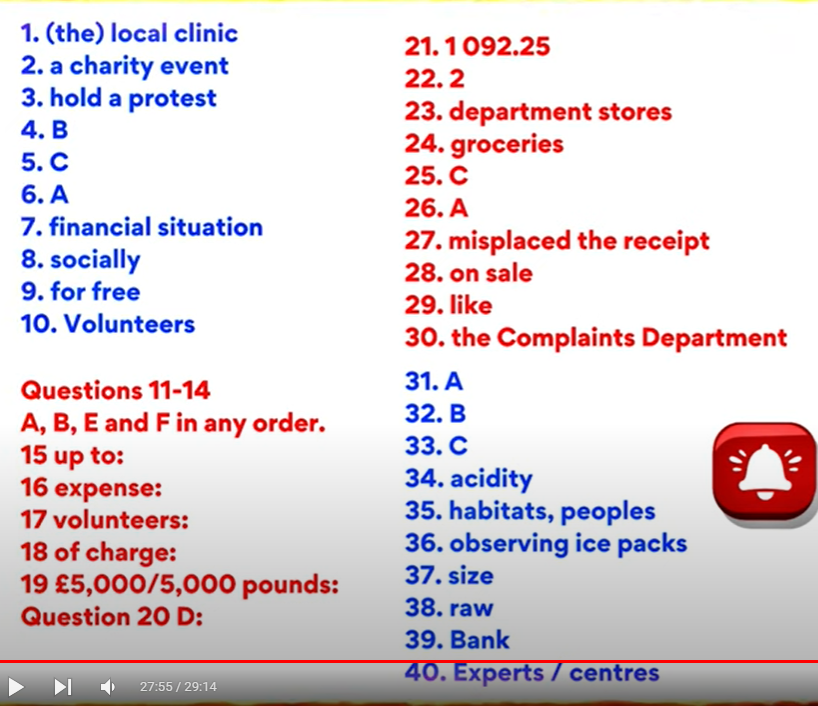 1. (the) local clinic
2. a charity event
3. hold a protest
4. B
5. C
6. A
7. financial situation
8. socially
9. for free
10. Volunteers
Questions 11-14
A, B, E and F in any order.
15 up to:
16 expense:
17 volunteers:
18 of charge:
19 £5,000/5,000 pounds:
Question 20 D:
21. 1 092.25
22. 2
23. department stores
24. groceries
25. C
26. A
27. misplaced the receipt
28. on sale
29. like
30. the Complaints Department
31. A
32. B
33. C
34. acidity
35. habitats, peoples
36. observing ice packs
37. size
38. raw
39. Bank
40. Experts / centres
27:55 / 29:14